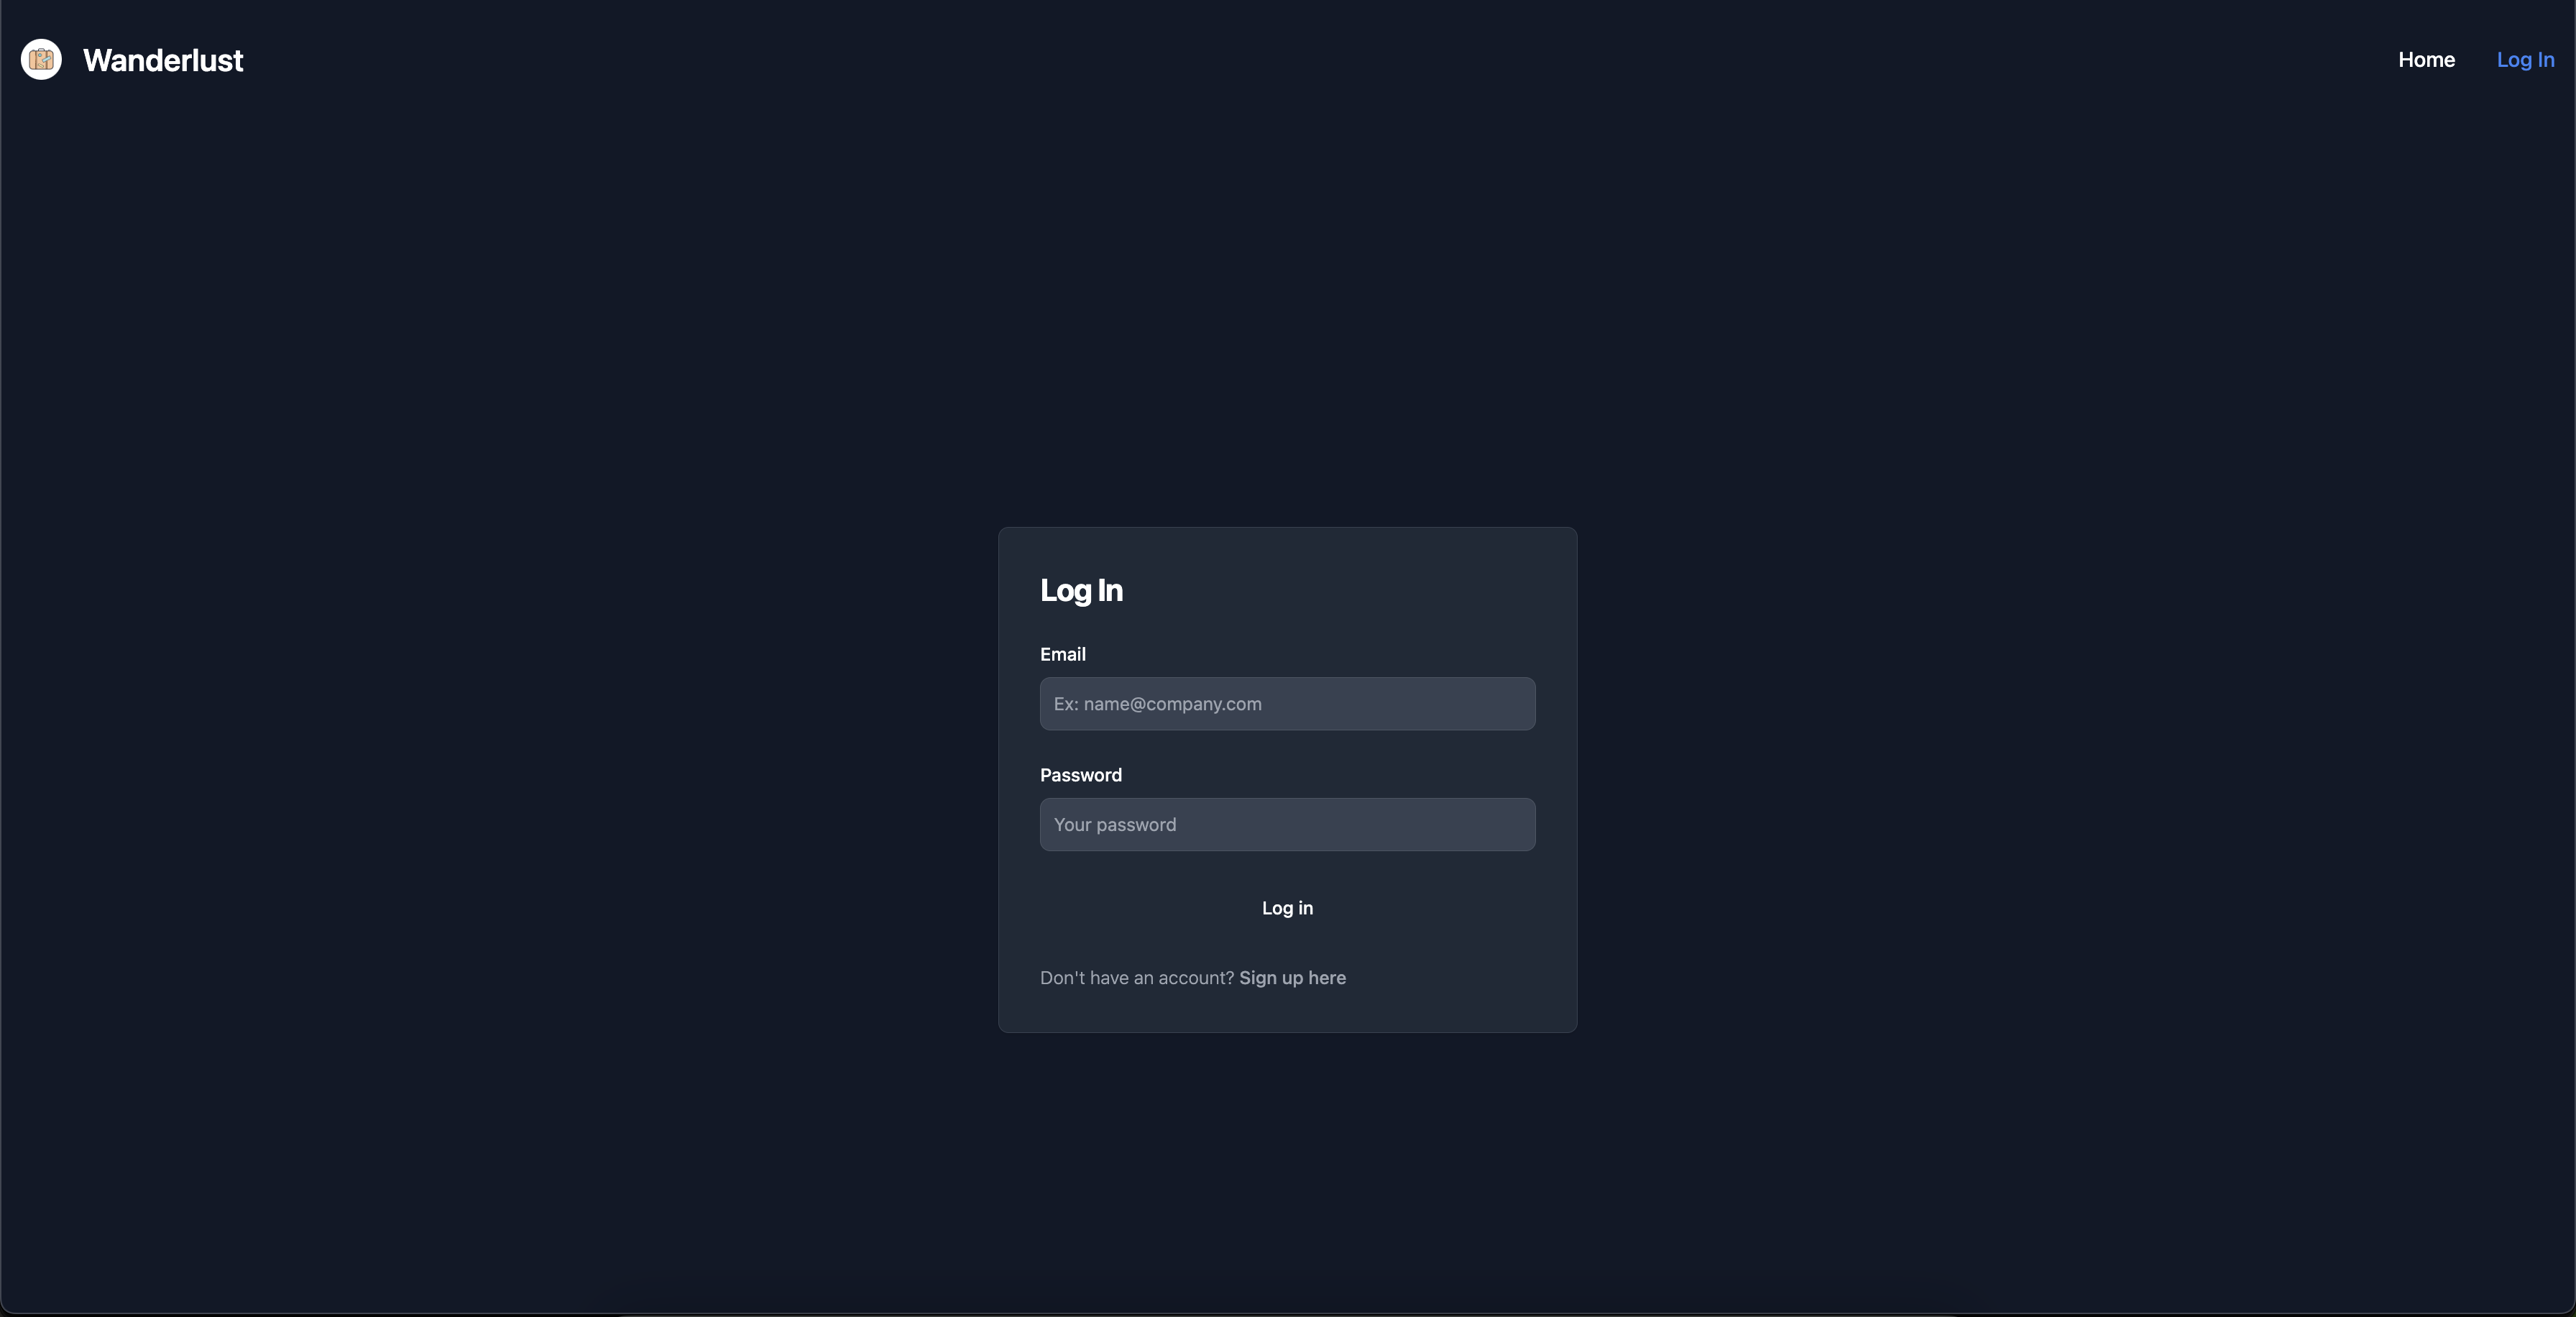 Wanderlust
Home
Log In
Log In
Email
Ex: name@company.com
Password
Your password
Log in
Don't have an account? Sign up here